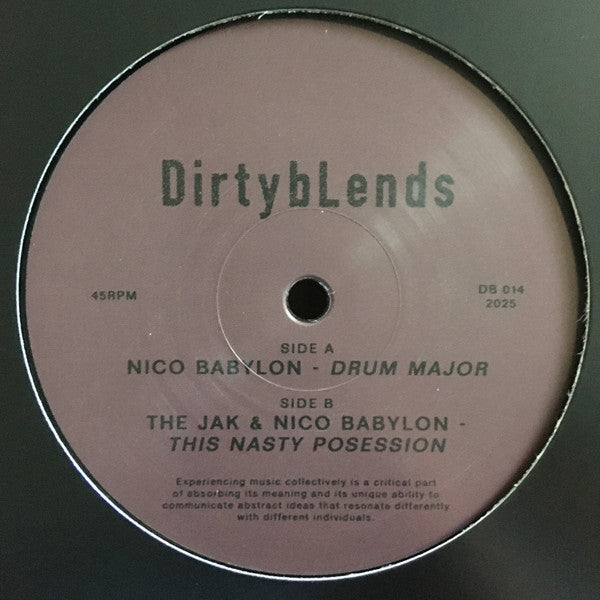 DirtybLends
45RPM
DB 014
2025
SIDE A
NICO BABYLON - DRUM MAJOR
SIDE B
THE JAK & NICO BABYLON -
THIS NASTY POSESSION
Experiencing music collectively is a critical part
of absorbing its meaning and its unique ability to
communicate abstract ideas that resonate differently
with different individuals.